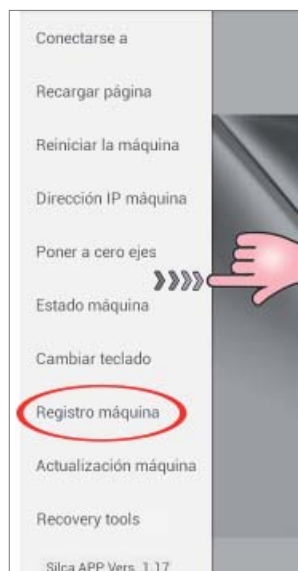 Conectarse a
Recargar página
Reiniciar la máquina
Dirección IP máquina
Poner a cero ejes
Estado máquina
Cambiar teclado
Registro máquina
Actualización máquina
Recovery tools
Silca APP Vers. 1.17